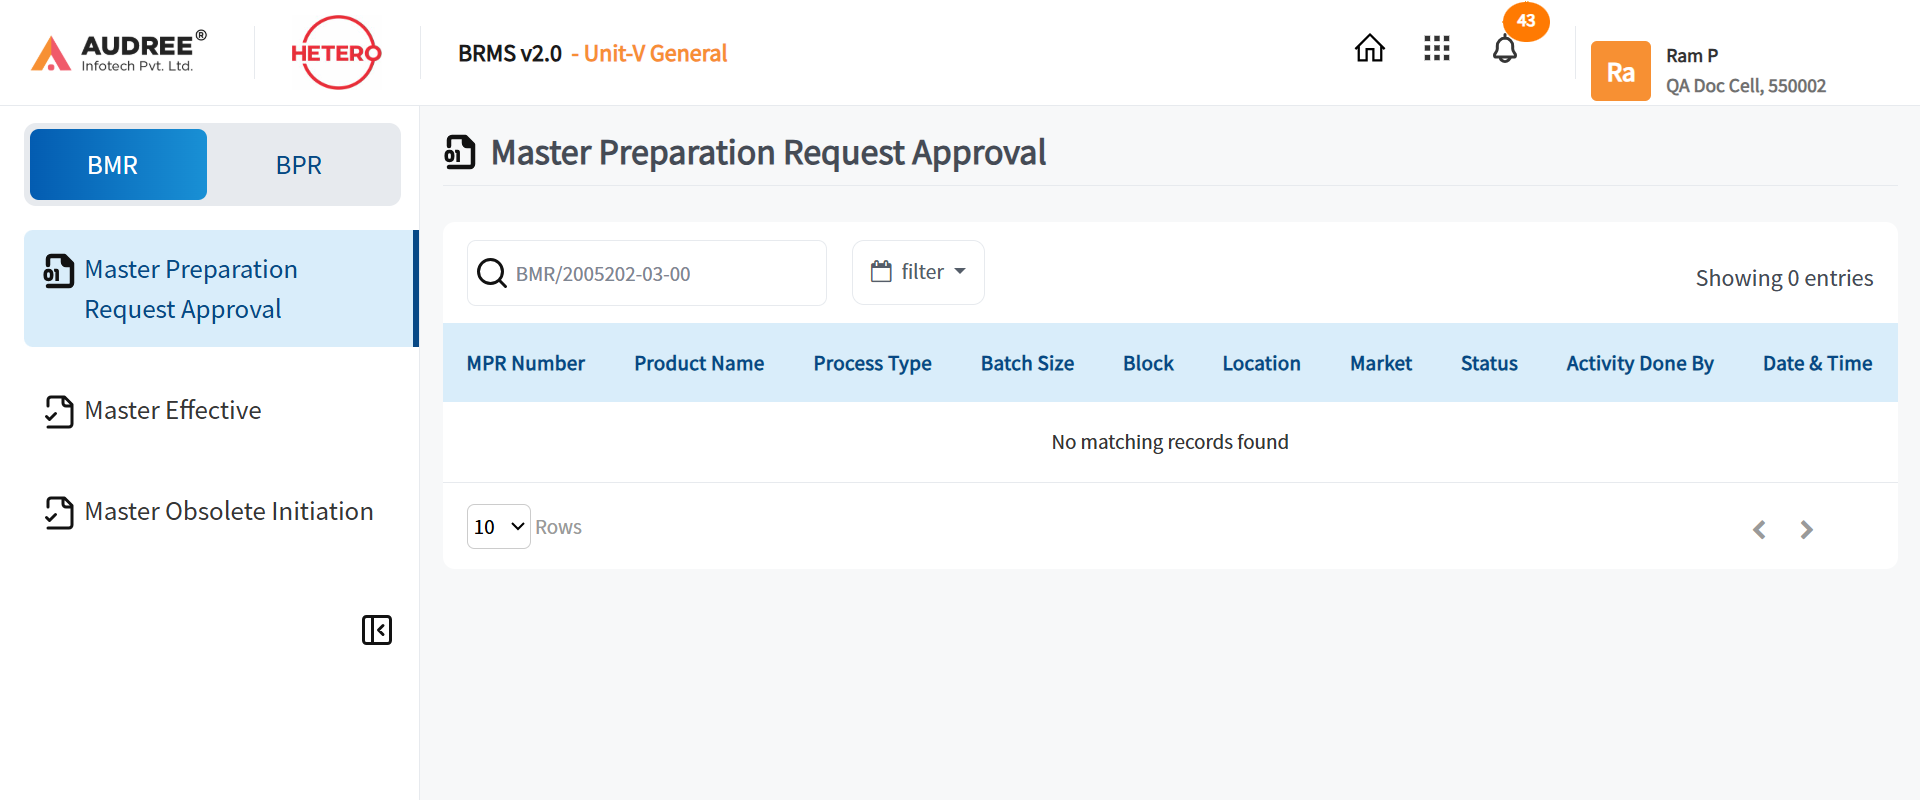 AUDREE®
Infotech Pvt. Ltd.
HETERO
BRMS v2.0 - Unit-V General
43
Ra
Ram P
QA Doc Cell, 550002
BMR
BPR
01 Master Preparation
Request Approval
Master Effective
Master Obsolete Initiation
01 Master Preparation Request Approval
BMR/2005202-03-00
filter
Showing 0 entries
MPR Number Product Name Process Type Batch Size Block Location Market Status Activity Done By Date & Time
No matching records found
10 Rows